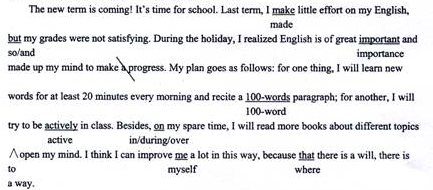 The new term is coming! It's time for school. Last term, I make little effort on my English,
made
but my grades were not satisfying. During the holiday, I realized English is of great important and
so/and importance
made up my mind to make a progress. My plan goes as follows: for one thing, I will learn new
words for at least 20 minutes every morning and recite a 100-words paragraph; for another, I will
100-word
try to be actively in class. Besides, on my spare time, I will read more books about different topics
active in/during/over
∧open my mind. I think I can improve me a lot in this way, because that there is a will, there is
to myself where
a way.